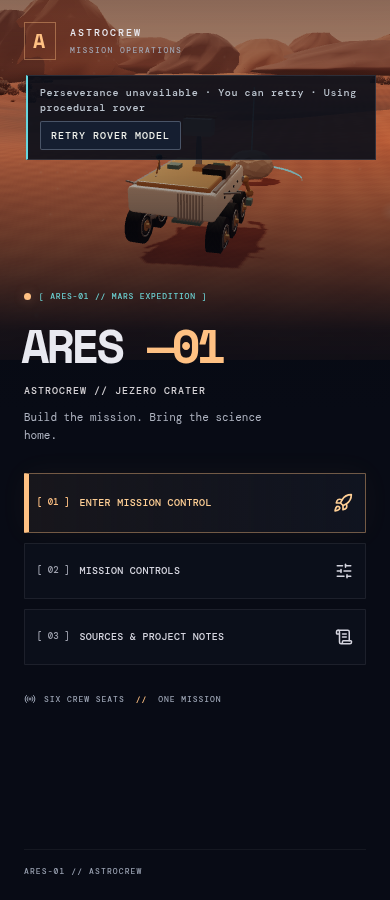 A
ASTROCREW
MISSION OPERATIONS
Perseverance unavailable · You can retry · Using
procedural rover
RETRY ROVER MODEL
[ ARES-01 // MARS EXPEDITION ]
ARES —01
ASTROCREW // JEZERO CRATER
Build the mission. Bring the science
home.
[ 01 ] ENTER MISSION CONTROL
[ 02 ] MISSION CONTROLS
[ 03 ] SOURCES & PROJECT NOTES
SIX CREW SEATS // ONE MISSION
ARES-01 // ASTROCREW